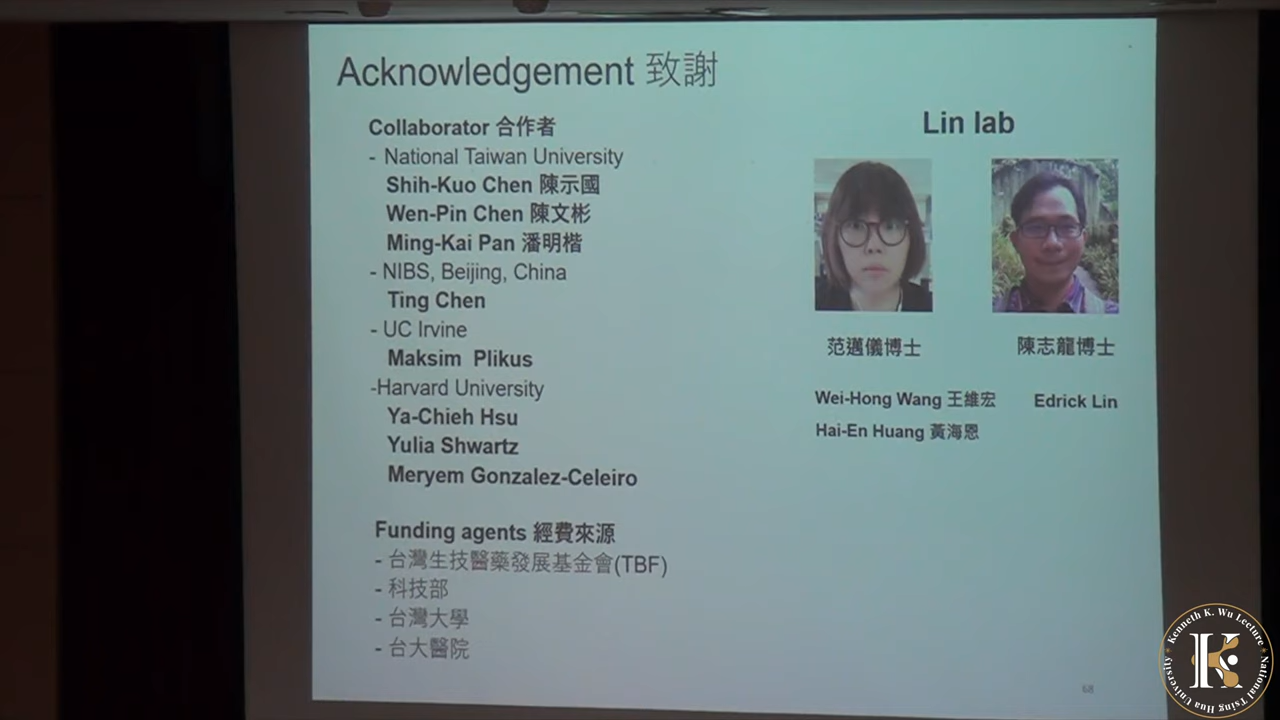 Acknowledgement 致謝
Collaborator 合作者
- National Taiwan University
Shih-Kuo Chen 陳示國
Wen-Pin Chen 陳文彬
Ming-Kai Pan 潘明楷
- NIBS, Beijing, China
Ting Chen
- UC Irvine
Maksim Plikus
-Harvard University
Ya-Chieh Hsu
Yulia Shwartz
Meryem Gonzalez-Celeiro
Funding agents 經費來源
- 台灣生技醫藥發展基金會(TBF)
- 科技部
- 台灣大學
- 台大醫院
Lin lab
范邁儀博士
陳志龍博士
Wei-Hong Wang 王維宏
Edrick Lin
Hai-En Huang 黃海恩
68
Kenneth K. Wu Lecture
National Tsing Hua University
K